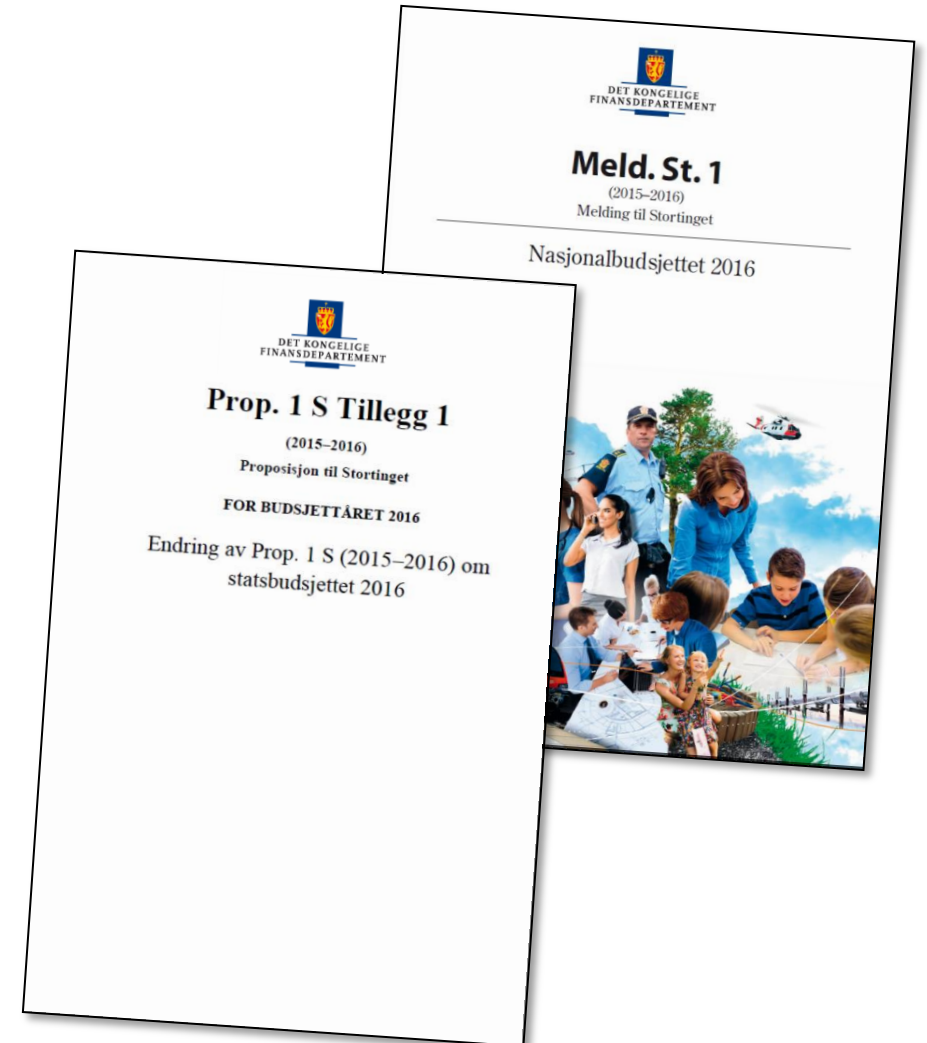 DET KONGELIGE
FINANSDEPARTEMENT
Meld. St. 1
(2015–2016)
Melding til Stortinget
Nasjonalbudsjettet 2016
DET KONGELIGE
FINANSDEPARTEMENT
Prop. 1 S Tillegg 1
(2015–2016)
Proposisjon til Stortinget
FOR BUDSJETTÅRET 2016
Endring av Prop. 1 S (2015–2016) om
statsbudsjettet 2016